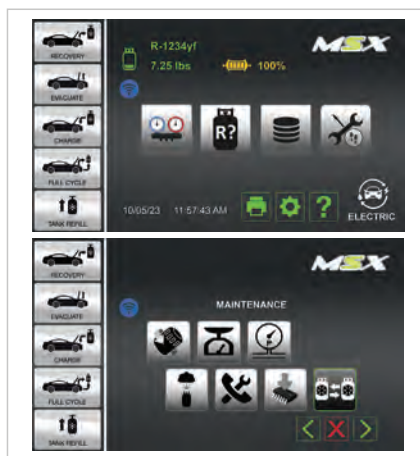 RECOVERY
EVACUATE
CHARGE
FULL CYCLE
TANK REFILL
R-1234yf
7.25 lbs
100%
MSX
R?
10/05/23 11:57:43 AM
?
ELECTRIC
RECOVERY
EVACUATE
CHARGE
FULL CYCLE
TANK REFILL
MSX
MAINTENANCE